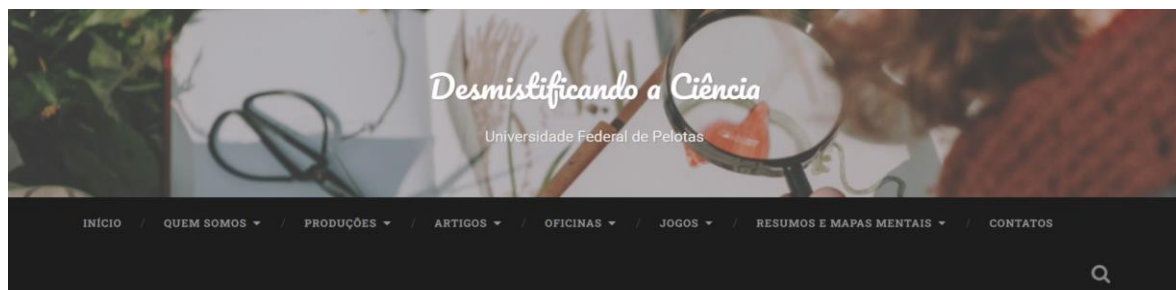 Desmistificando a Ciência
Universidade Federal de Pelotas
INÍCIO / QUEM SOMOS / PRODUÇÕES / ARTIGOS / OFICINAS / JOGOS / RESUMOS E MAPAS MENTAIS / CONTATOS